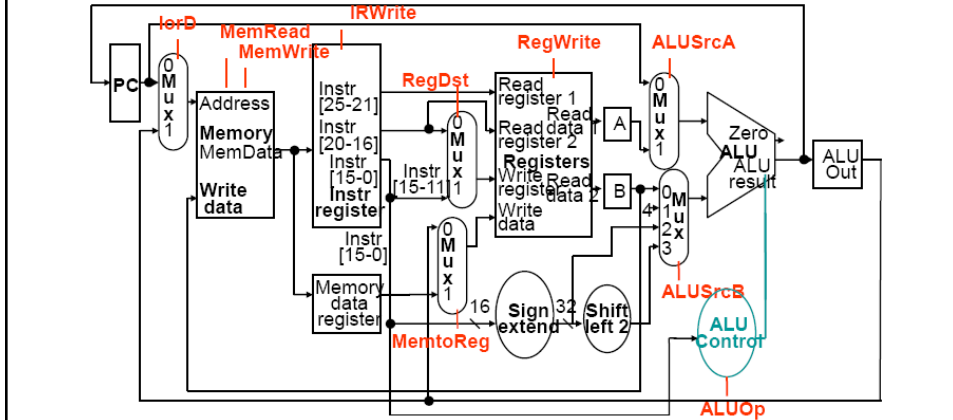 IorD
MemRead
MemWrite
IRWrite
RegDst
RegWrite
ALUSrcA
PC
0
M
u
x
1
Address
Memory
MemData
Write
data
Instr
[25-21]
Instr
[20-16]
Instr
[15-0]
Instr
register
Instr
[15-11]
Instr
[15-0]
Memory
data
register
0
M
u
x
1
0
M
u
x
1
MemtoReg
Read
register 1
Read
register 2
Registers
Write
register
Write
data
Read
data 1
Read
data 2
A
B
16
Sign
extend
32
Shift
left 2
0
M
u
x
1
4
0
1
2
3
M
u
x
ALUSrcB
Zero
ALU
ALU
result
ALU
Out
ALU
Control
ALUOp